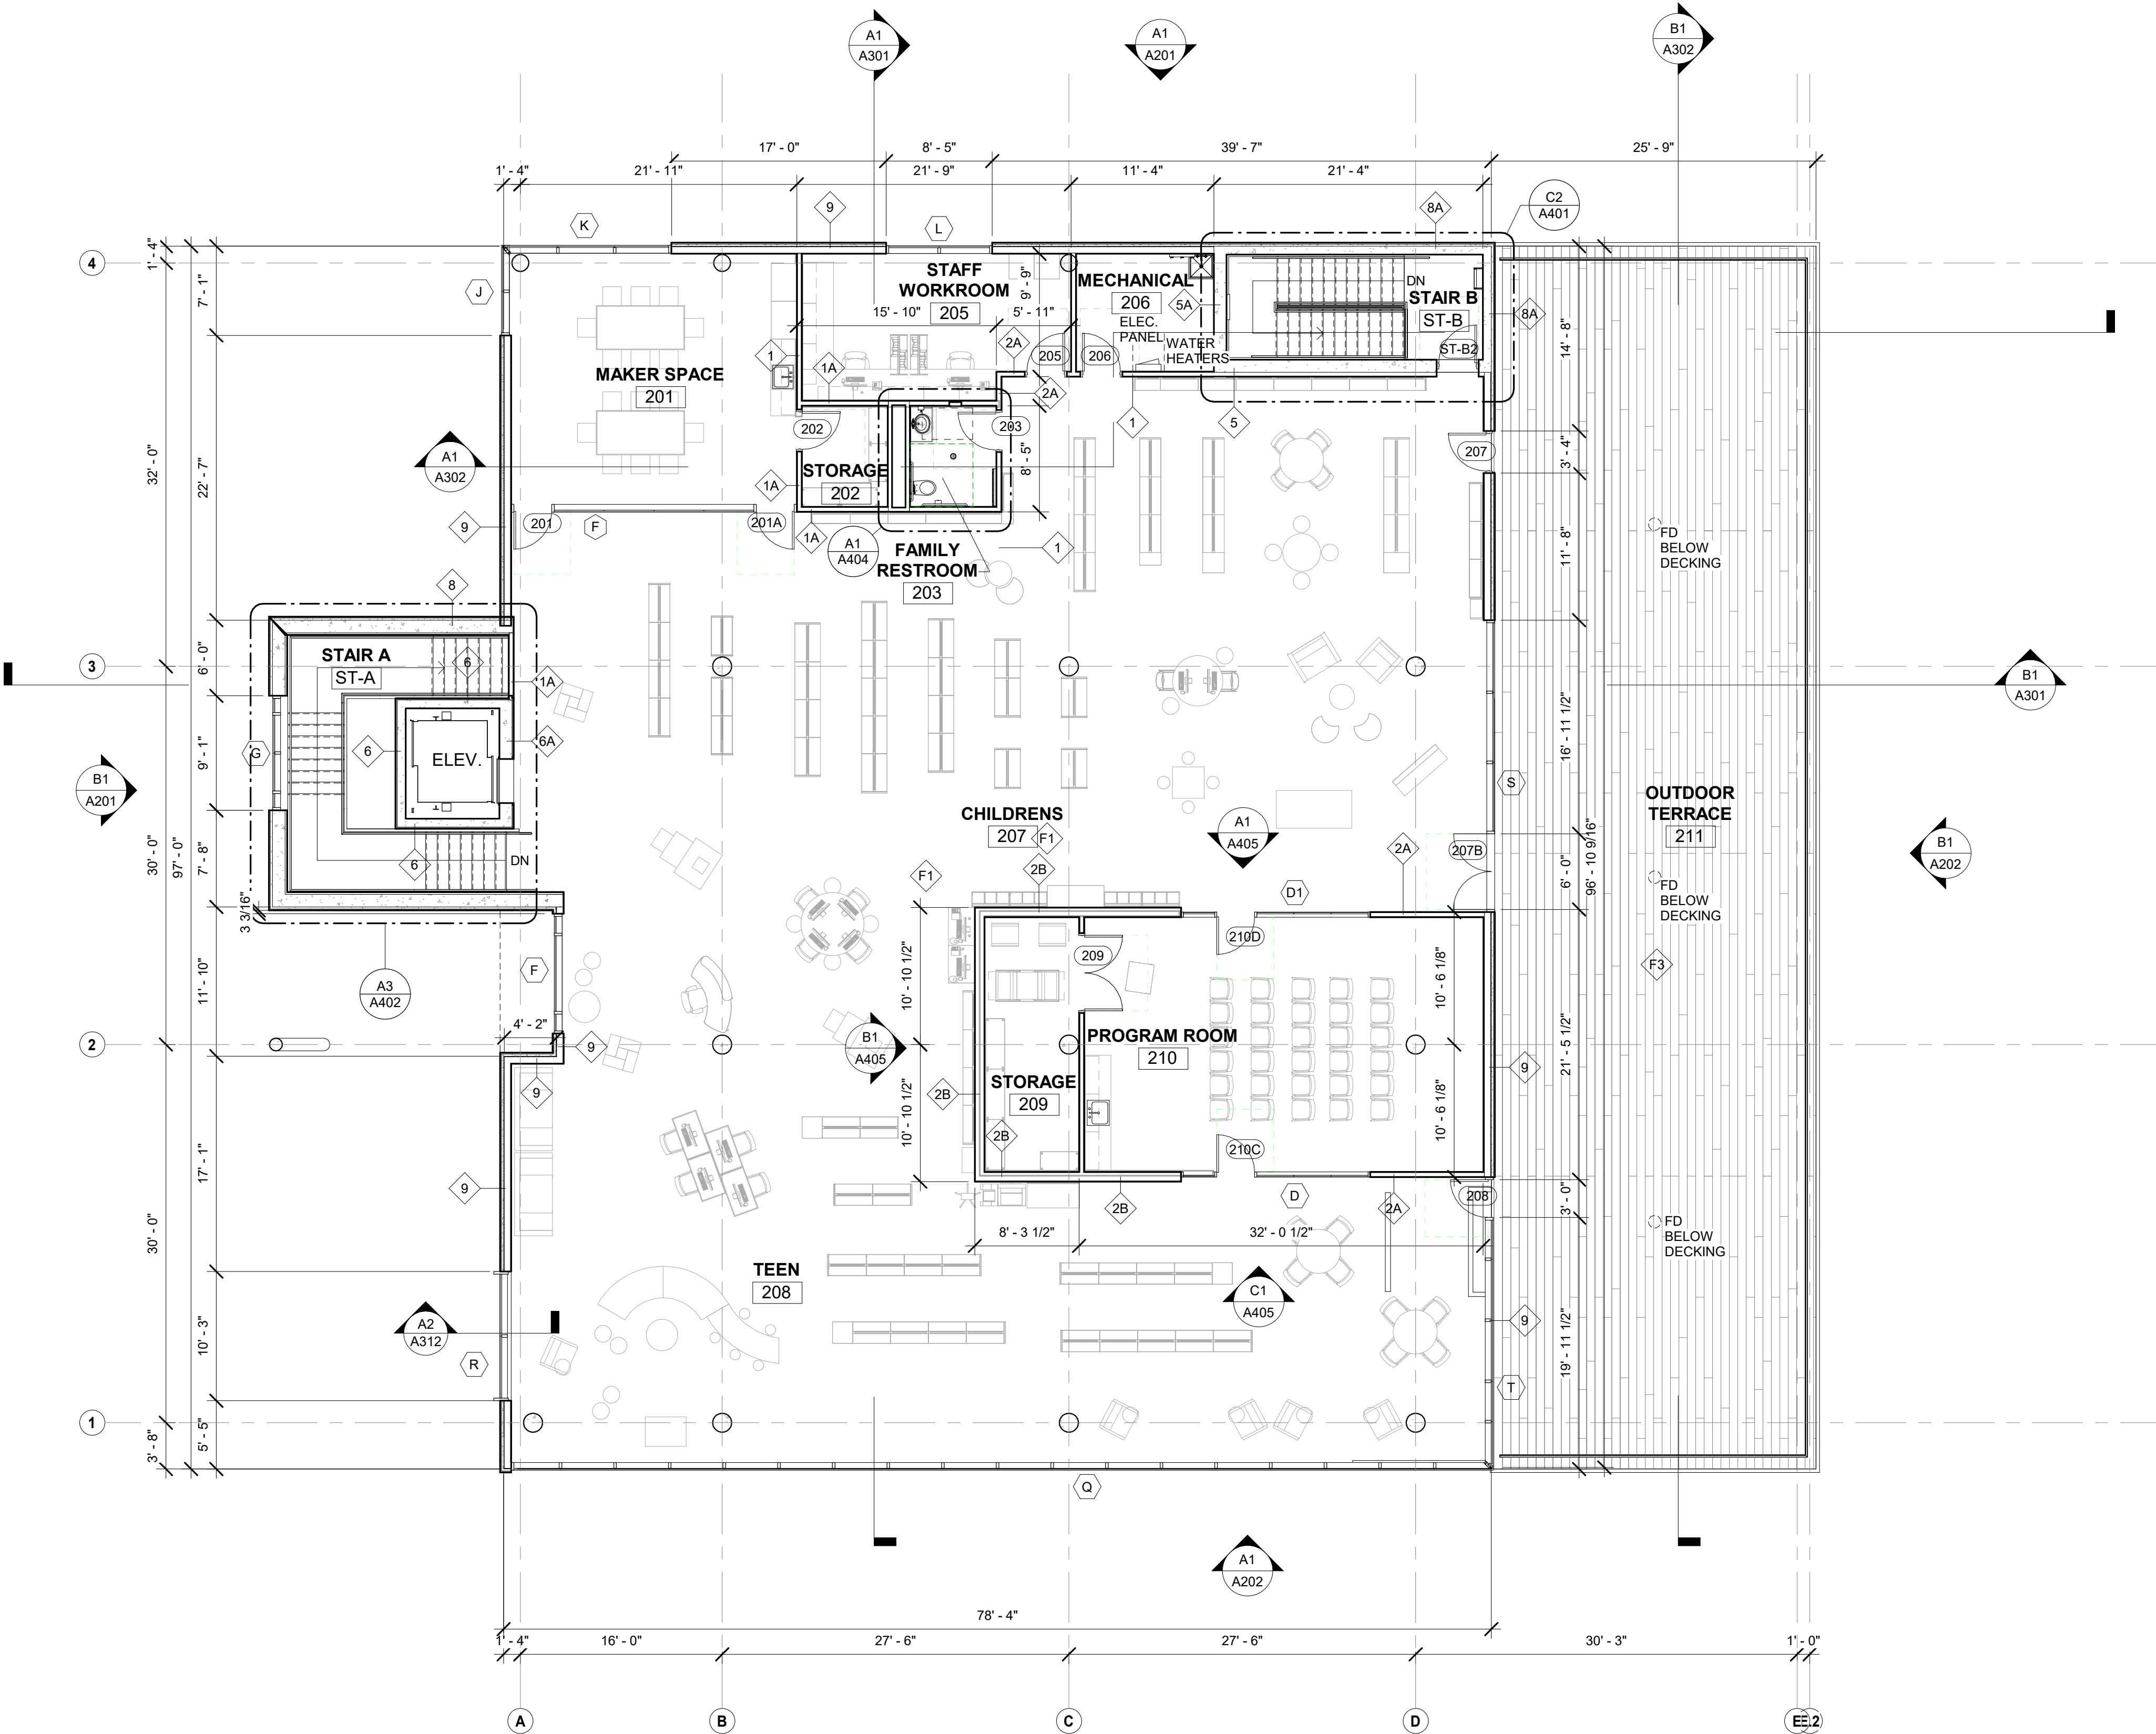 A1
A301
A1
A201
B1
A302
17' - 0"
8' - 5"
39' - 7"
25' - 9"
1' - 4"
21' - 11"
21' - 9"
11' - 4"
21' - 4"
C2
A401
K
9
L
8A
4
1' - 4"
7' - 1"
J
STAFF
WORKROOM
205
9' - 9"
15' - 10"
5' - 11"
MECHANICAL
206
5A
ELEC.
PANEL
WATER
HEATERS
DN
STAIR B
ST-B
8A
ST-B2
14' - 8"
1
1A
2A
205
206
MAKER SPACE
201
2A
202
203
1
5
207
3' - 4"
32' - 0"
22' - 7"
A1
A302
STORAGE
202
1A
8' - 5"
9
201
F
201A
1A
A1
A404
FAMILY
RESTROOM
203
1
11' - 8"
FD
BELOW
DECKING
8
3
6' - 0"
STAIR A
ST-A
6
1A
B1
A301
16' - 11 1/2"
G
9' - 1"
6
6A
ELEV.
B1
A201
S
OUTDOOR
TERRACE
211
CHILDRENS
207
F1
A1
A405
2A
207B
B1
A202
30' - 0"
97' - 0"
7' - 8"
6
DN
F1
2B
D1
6' - 0"
96' - 10 9/16"
FD
BELOW
DECKING
3 3/16"
210D
209
F
A3
A402
11' - 10"
10' - 10 1/2"
10' - 6 1/8"
F3
4' - 2"
2
9
B1
A405
PROGRAM ROOM
210
21' - 5 1/2"
9
9
2B
STORAGE
209
10' - 10 1/2"
10' - 6 1/8"
2B
210C
17' - 1"
9
2B
D
2A
208
3' - 0"
FD
BELOW
DECKING
30' - 0"
8' - 3 1/2"
32' - 0 1/2"
TEEN
208
C1
A405
10' - 3"
A2
A312
R
9
19' - 11 1/2"
T
1
3' - 8"
5' - 5"
Q
A1
A202
78' - 4"
1' - 4"
16' - 0"
27' - 6"
27' - 6"
30' - 3"
1' - 0"
A
B
C
D
E
E.2